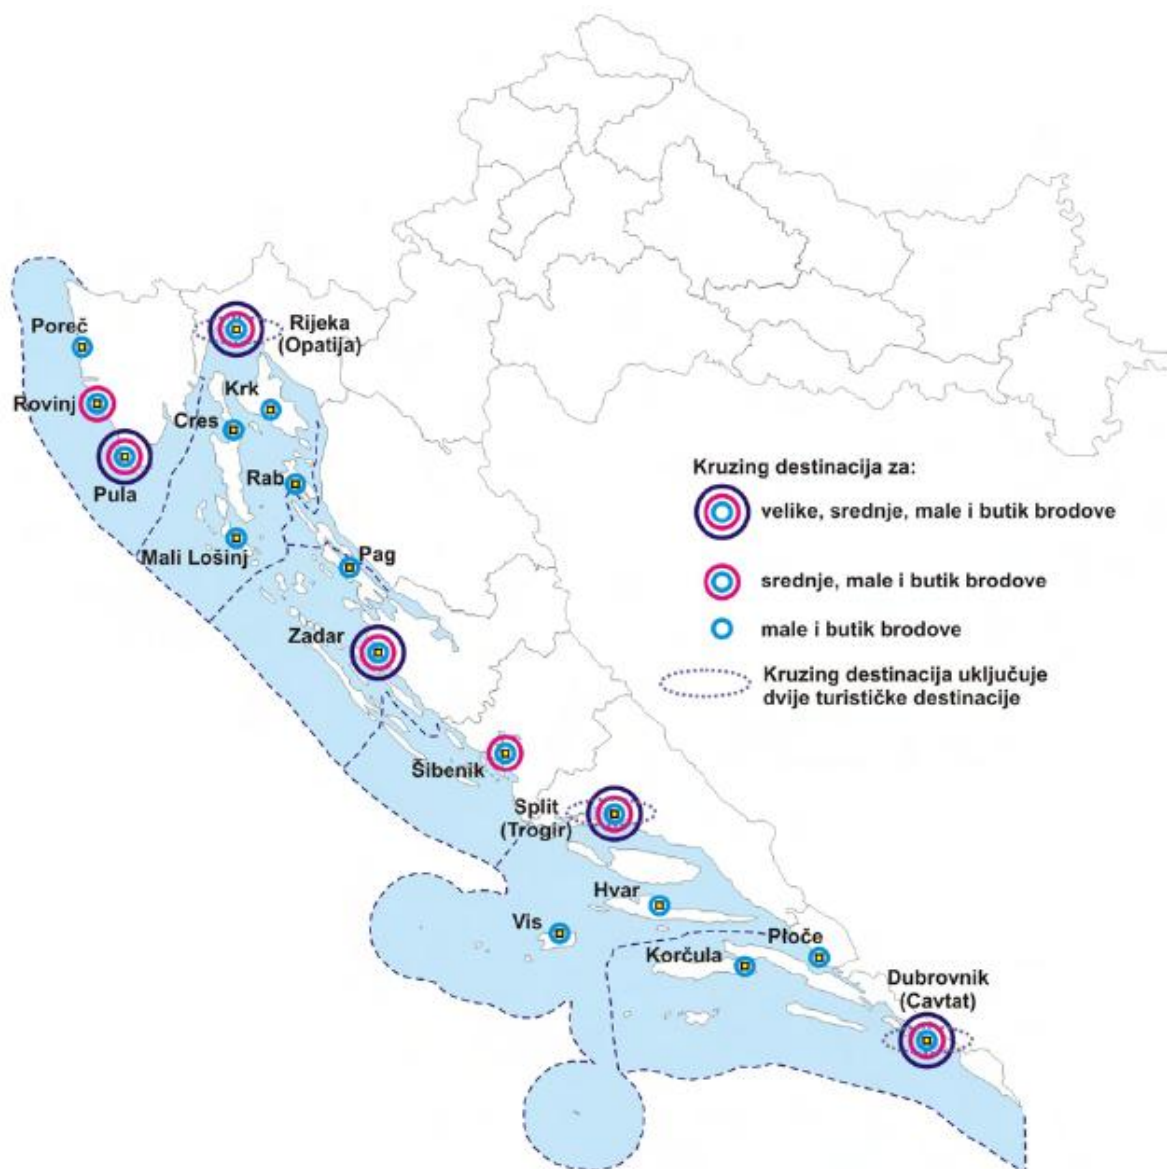 Poreč
Rijeka
(Opatija)
Krk
Rovinj
Cres
Pula
Rab
Mali Lošinj
Pag
Zadar
Šibenik
Split
(Trogir)
Hvar
Vis
Korčula
Ploče
Dubrovnik
(Cavtat)
Kruzing destinacija za:
velike, srednje, male i butik brodove
srednje, male i butik brodove
male i butik brodove
Kruzing destinacija uključuje
dvije turističke destinacije